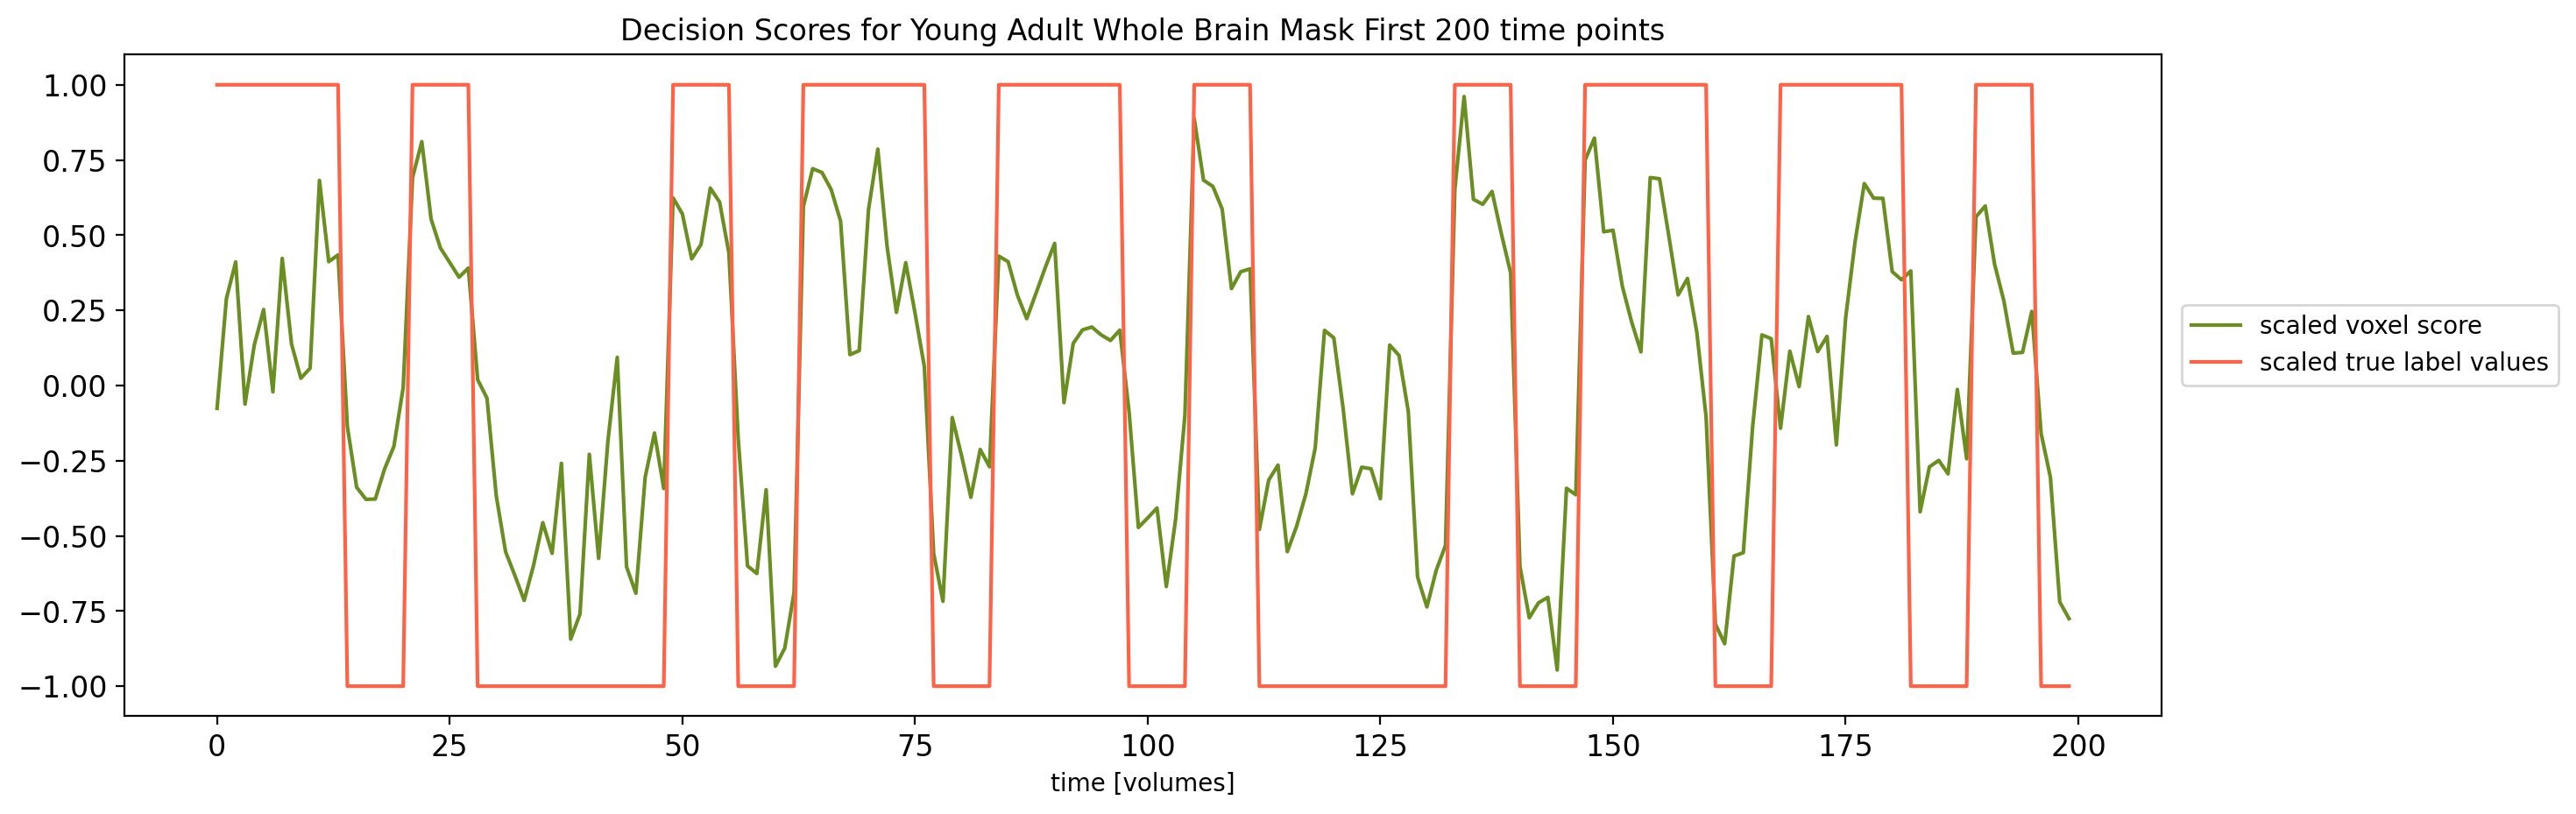 Decision Scores for Young Adult Whole Brain Mask First 200 time points
1.00
0.75
0.50
0.25
0.00
−0.25
−0.50
−0.75
−1.00
0 25 50 75 100 125 150 175 200
time [volumes]
scaled voxel score
scaled true label values